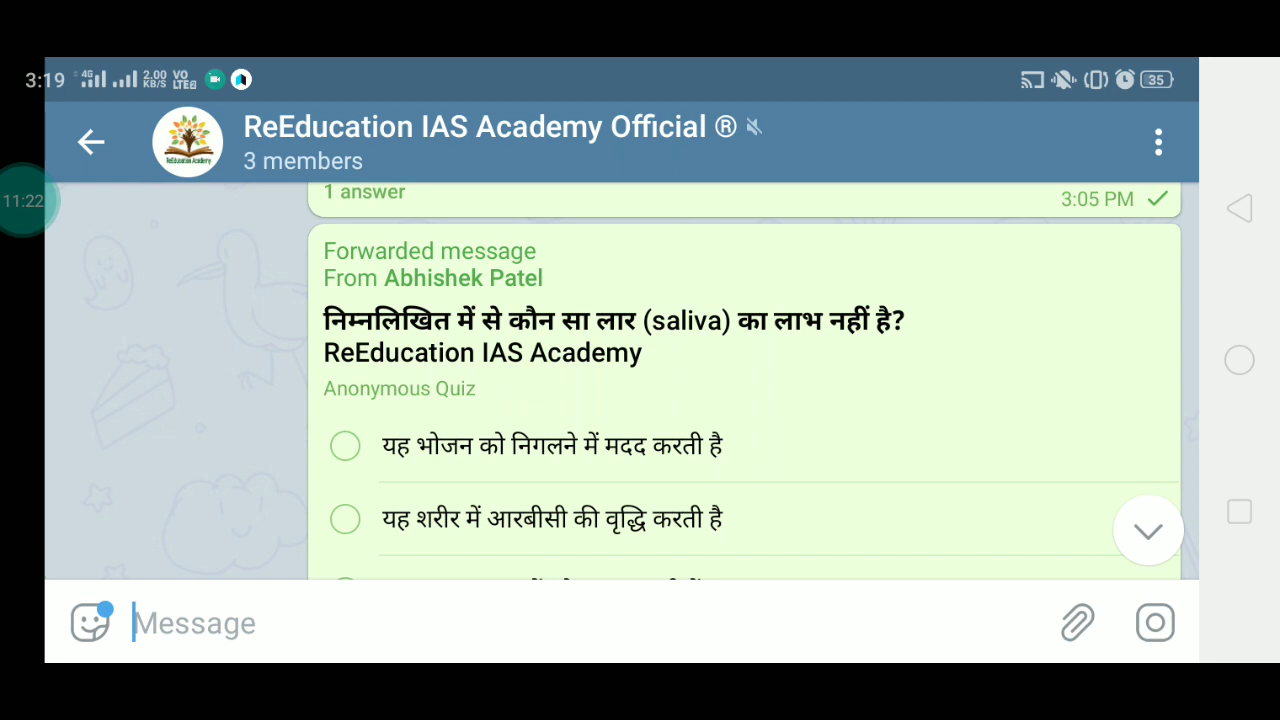 3:19 4G 2.00 KB/S VO LTE 35
ReEducation IAS Academy Official ®
3 members
11:22
1 answer
3:05 PM
Forwarded message
From Abhishek Patel
निम्नलिखित में से कौन सा लार (saliva) का लाभ नहीं है?
ReEducation IAS Academy
Anonymous Quiz
यह भोजन को निगलने में मदद करती है
यह शरीर में आरबीसी की वृद्धि करती है
Message